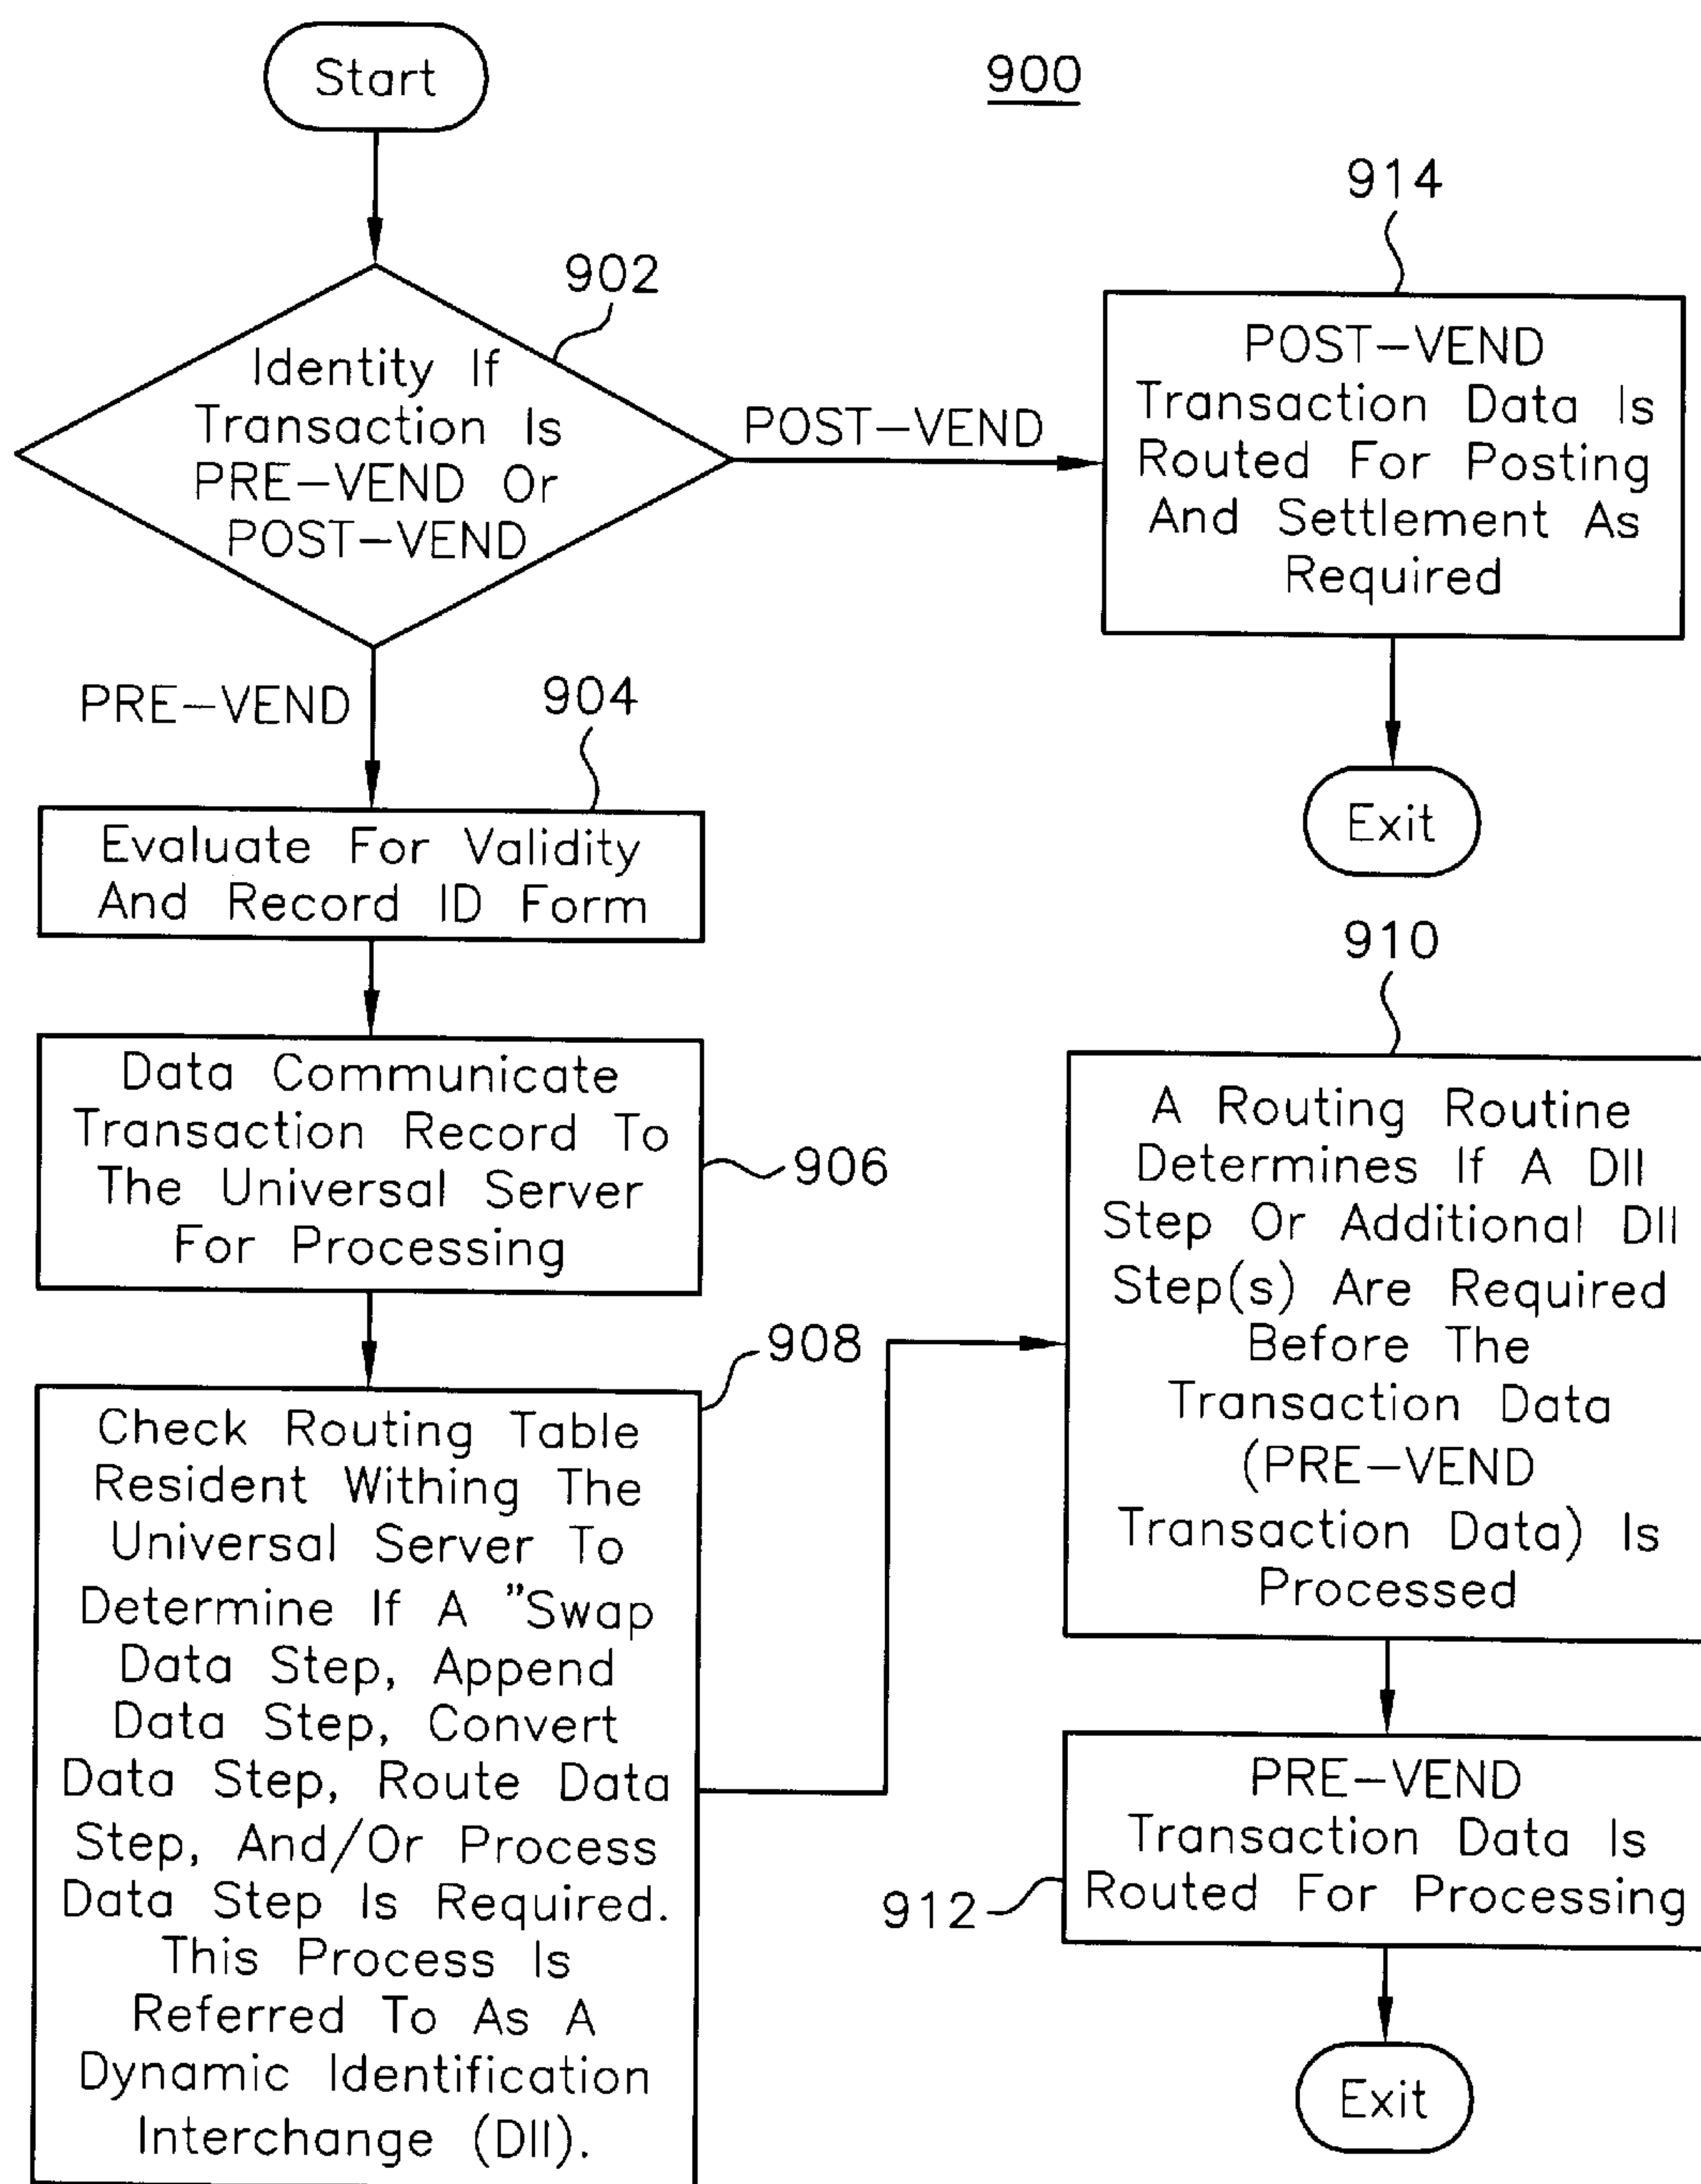 Start
900
902
Identity If
Transaction Is
PRE-VEND Or
POST-VEND
POST-VEND
914
POST-VEND
Transaction Data Is
Routed For Posting
And Settlement As
Required
Exit
PRE-VEND
904
Evaluate For Validity
And Record ID Form
Data Communicate
Transaction Record To
The Universal Server
For Processing
906
908
Check Routing Table
Resident Withing The
Universal Server To
Determine If A "Swap
Data Step, Append
Data Step, Convert
Data Step, Route Data
Step, And/Or Process
Data Step Is Required.
This Process Is
Referred To As A
Dynamic Identification
Interchange (DII).
910
A Routing Routine
Determines If A DII
Step Or Additional DII
Step(s) Are Required
Before The
Transaction Data
(PRE-VEND
Transaction Data) Is
Processed
912
PRE-VEND
Transaction Data Is
Routed For Processing
Exit